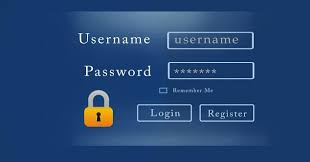 Username username
Password *******
Remember Me
Login Register